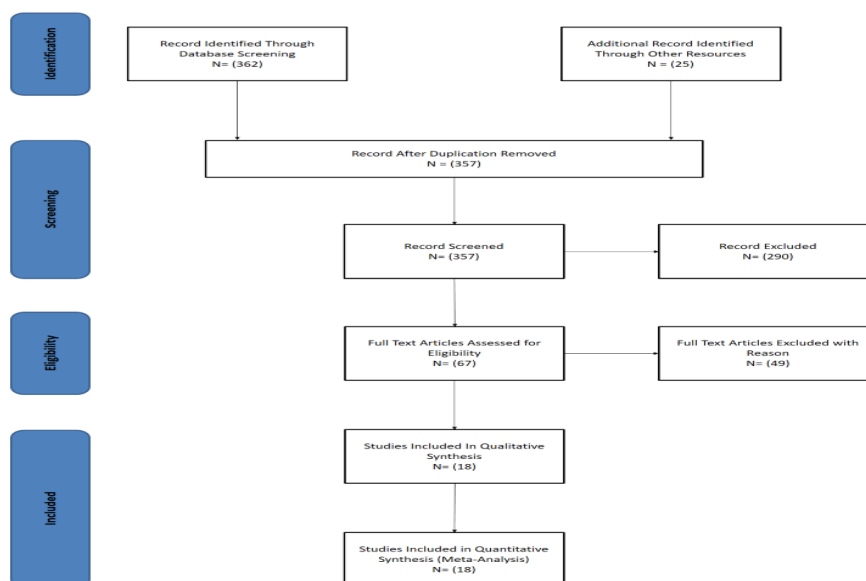 Identification
Record Identified Through
Database Screening
N= (362)
Additional Record Identified
Through Other Resources
N = (25)
Screening
Record After Duplication Removed
N = (357)
Record Screened
N= (357)
Record Excluded
N= (290)
Eligibility
Full Text Articles Assessed for
Eligibility
N= (67)
Full Text Articles Excluded with
Reason
N= (49)
Included
Studies Included In Qualitative
Synthesis
N= (18)
Studies Included in Quantitative
Synthesis (Meta-Analysis)
N= (18)